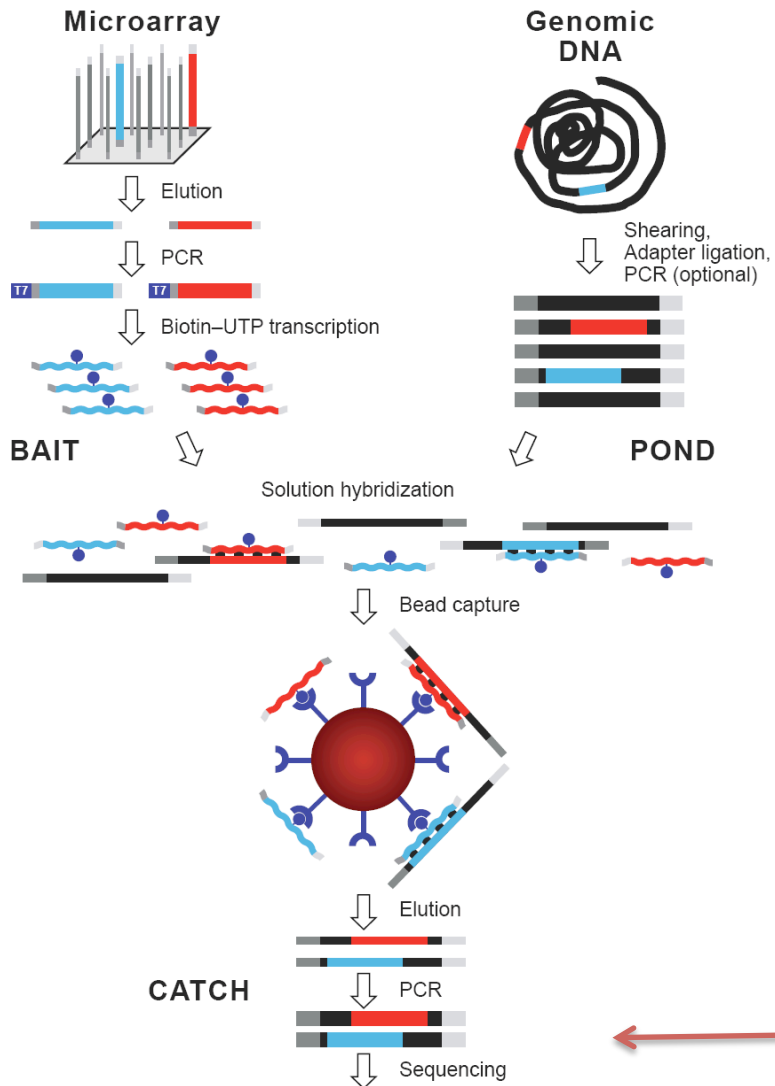 Microarray
Genomic
DNA
Elution
PCR
T7
T7
Biotin–UTP transcription
Shearing,
Adapter ligation,
PCR (optional)
BAIT
POND
Solution hybridization
Bead capture
Elution
CATCH
PCR
Sequencing